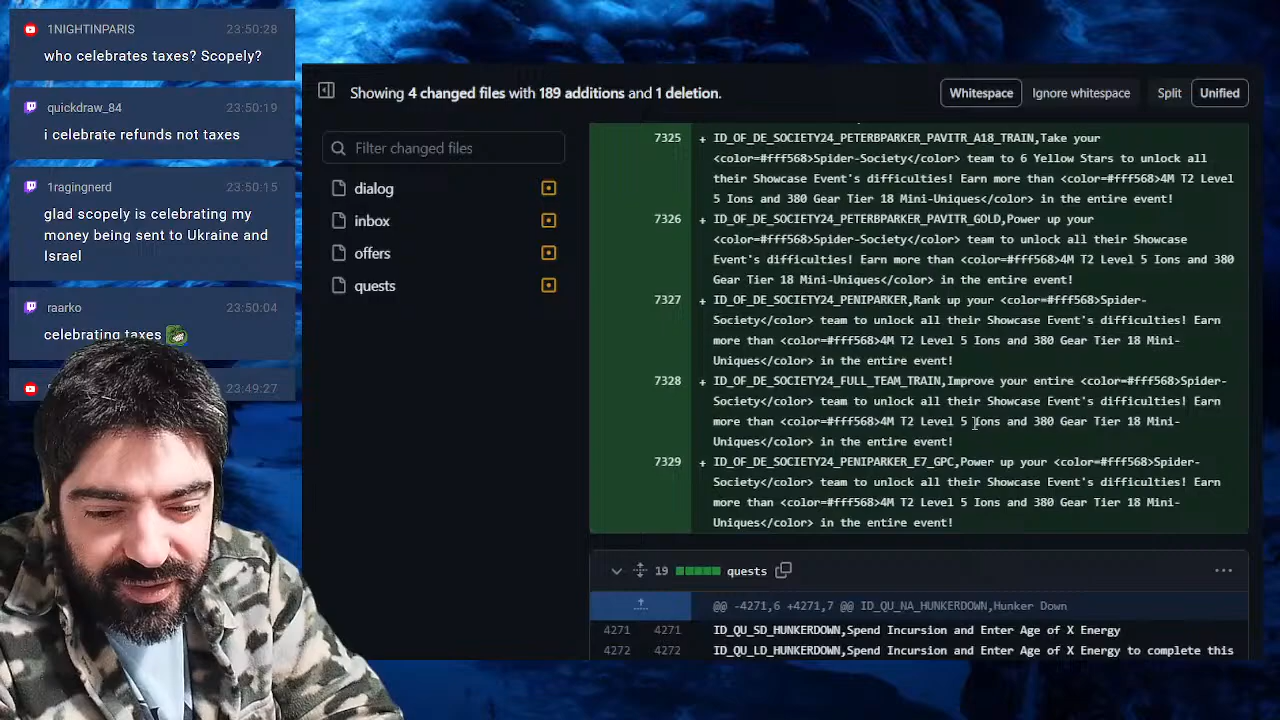 1NIGHTINPARIS 23:50:28
who celebrates taxes? Scopely?
quickdraw_84 23:50:19
i celebrate refunds not taxes
1ragingnerd 23:50:15
glad scopely is celebrating my
money being sent to Ukraine and
Israel
raarko 23:50:04
celebrating taxes
23:49:27
Showing 4 changed files with 189 additions and 1 deletion.
Whitespace Ignore whitespace Split Unified
Filter changed files
dialog
inbox
offers
quests
7325 + ID_OF_DE_SOCIETY24_PETERBPARKER_PAVITR_A18_TRAIN,Take your
<color=#fff568>Spider-Society</color> team to 6 Yellow Stars to unlock all
their Showcase Event's difficulties! Earn more than <color=#fff568>4M T2 Level
5 Ions and 380 Gear Tier 18 Mini-Uniques</color> in the entire event!
7326 + ID_OF_DE_SOCIETY24_PETERBPARKER_PAVITR_GOLD,Power up your
<color=#fff568>Spider-Society</color> team to unlock all their Showcase
Event's difficulties! Earn more than <color=#fff568>4M T2 Level 5 Ions and 380
Gear Tier 18 Mini-Uniques</color> in the entire event!
7327 + ID_OF_DE_SOCIETY24_PENIPARKER,Rank up your <color=#fff568>Spider-
Society</color> team to unlock all their Showcase Event's difficulties! Earn
more than <color=#fff568>4M T2 Level 5 Ions and 380 Gear Tier 18 Mini-
Uniques</color> in the entire event!
7328 + ID_OF_DE_SOCIETY24_FULL_TEAM_TRAIN,Improve your entire <color=#fff568>Spider-
Society</color> team to unlock all their Showcase Event's difficulties! Earn
more than <color=#fff568>4M T2 Level 5 Ions and 380 Gear Tier 18 Mini-
Uniques</color> in the entire event!
7329 + ID_OF_DE_SOCIETY24_PENIPARKER_E7_GPC,Power up your <color=#fff568>Spider-
Society</color> team to unlock all their Showcase Event's difficulties! Earn
more than <color=#fff568>4M T2 Level 5 Ions and 380 Gear Tier 18 Mini-
Uniques</color> in the entire event!
19 quests
@@ -4271,6 +4271,7 @@ ID_QU_NA_HUNKERDOWN,Hunker Down
4271 4271 ID_QU_SD_HUNKERDOWN,Spend Incursion and Enter Age of X Energy
4272 4272 ID_QU_LD_HUNKERDOWN,Spend Incursion and Enter Age of X Energy to complete this